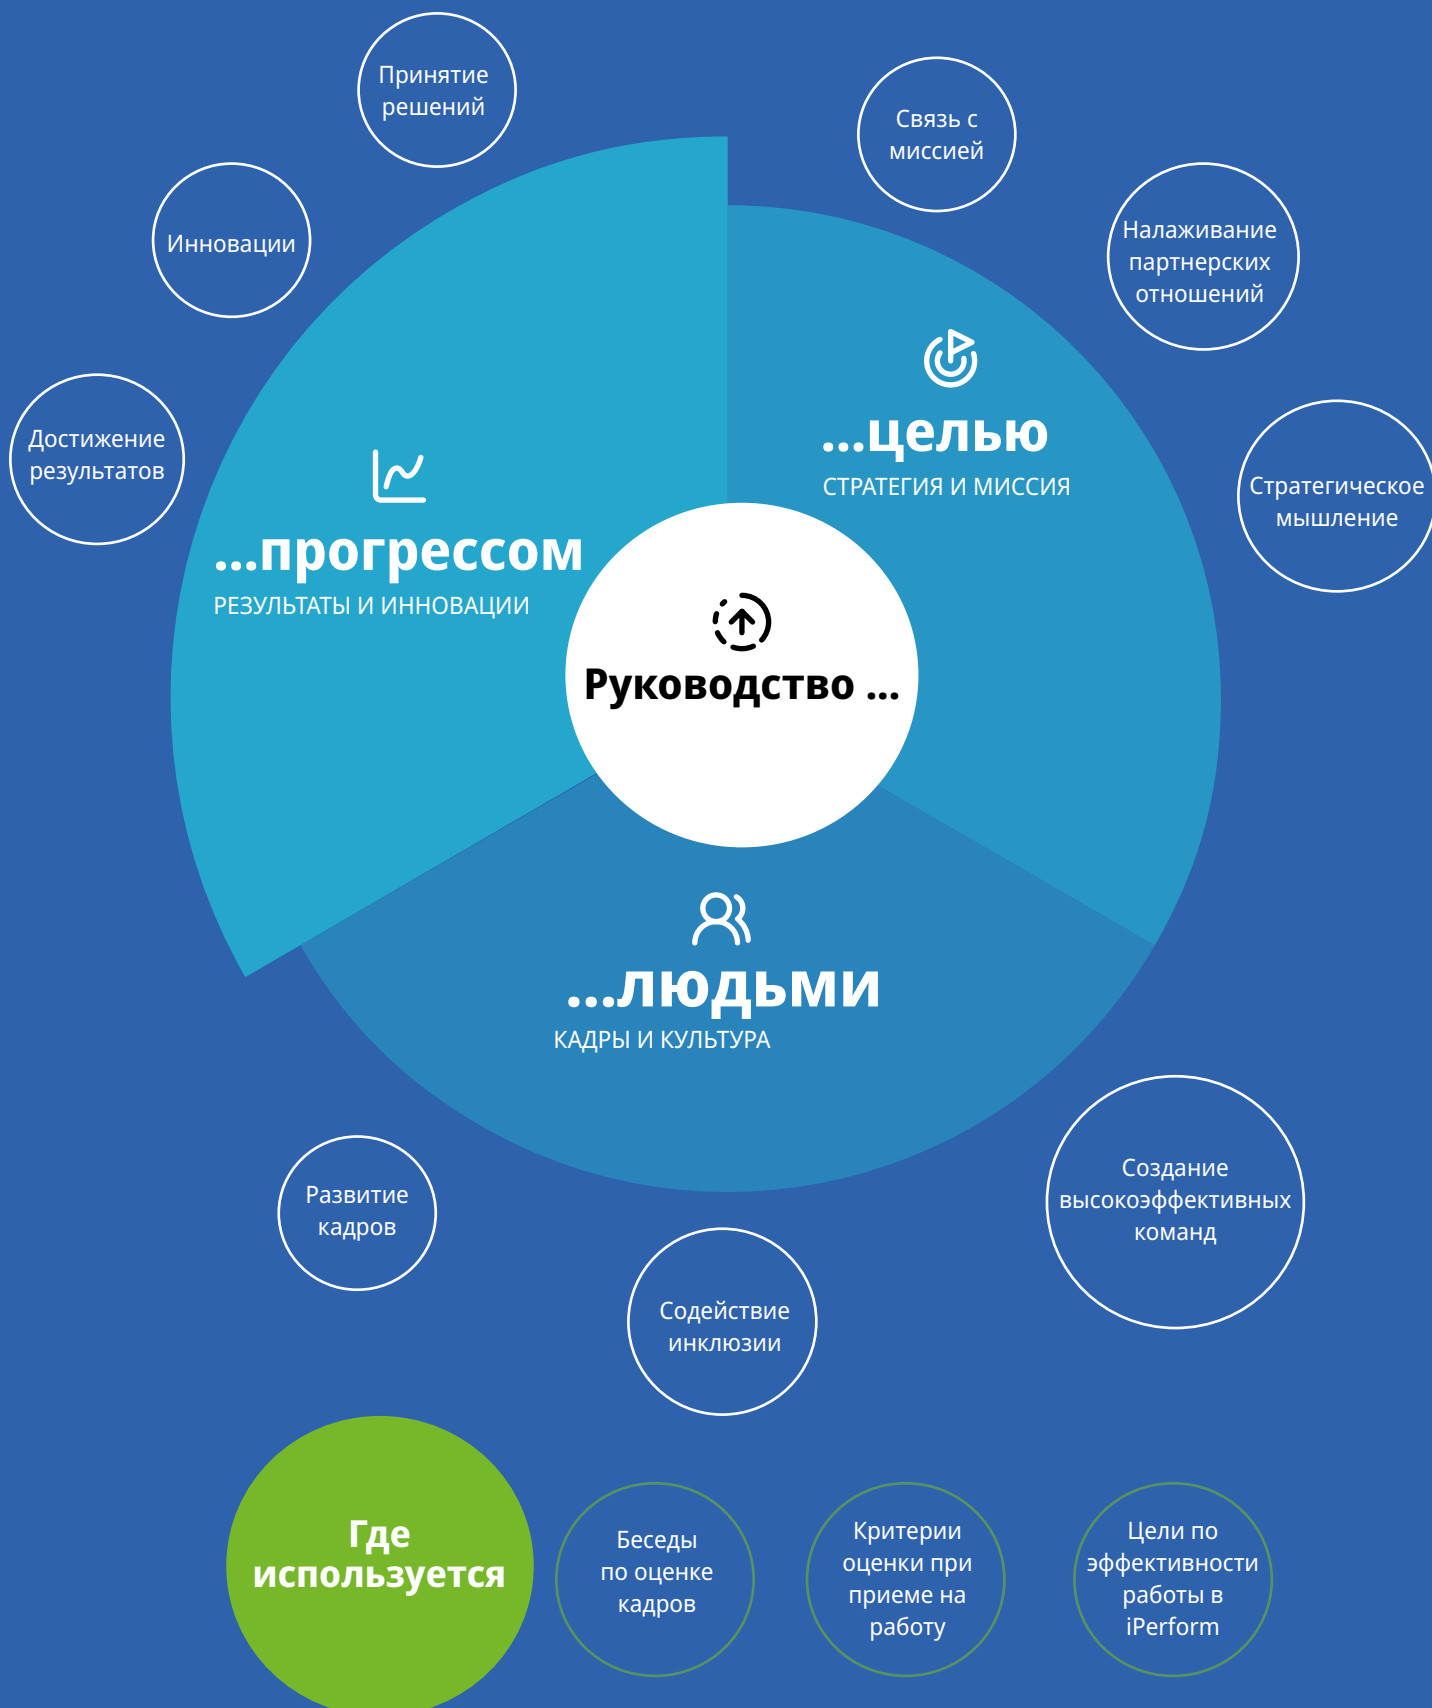 Принятие
решений
Связь с
миссией
Инновации
Налаживание
партнерских
отношений
Достижение
результатов
...целью
СТРАТЕГИЯ И МИССИЯ
Стратегическое
мышление
...прогрессом
РЕЗУЛЬТАТЫ И ИННОВАЦИИ
Руководство ...
...людьми
КАДРЫ И КУЛЬТУРА
Развитие
кадров
Создание
высокоэффективных
команд
Содействие
инклюзии
Где
используется
Беседы
по оценке
кадров
Критерии
оценки при
приеме на
работу
Цели по
эффективности
работы в
iPerform